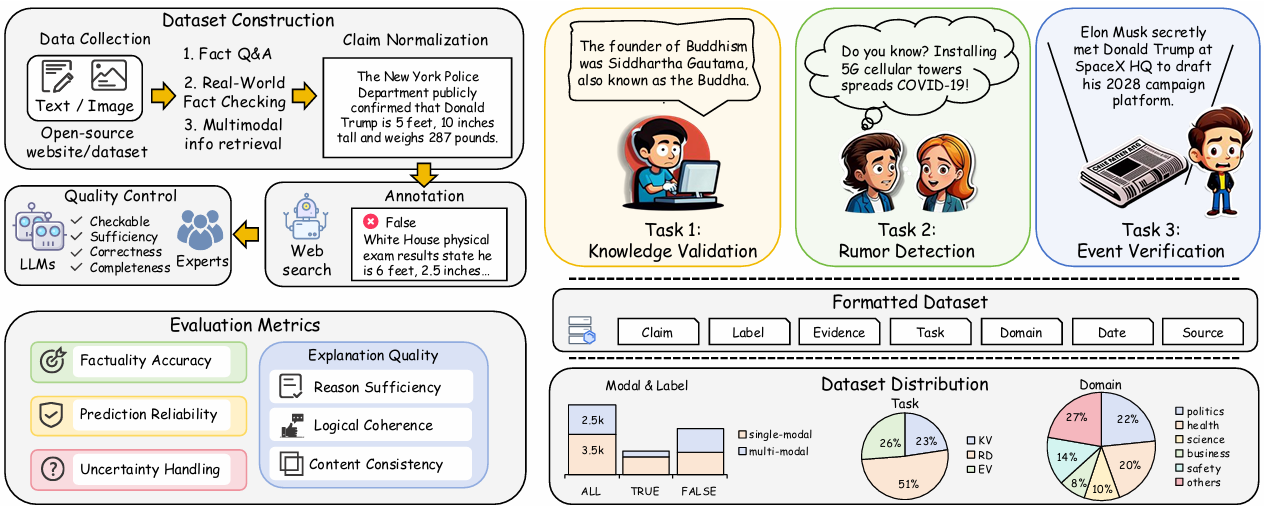 Dataset Construction
Data Collection
Text / Image
Open-source
website/dataset
1. Fact Q&A
2. Real-World
Fact Checking
3. Multimodal
info retrieval
Claim Normalization
The New York Police
Department publicly
confirmed that Donald
Trump is 5 feet, 10 inches
tall and weighs 287 pounds.
Quality Control
LLMs
Checkable
Sufficiency
Correctness
Completeness
Experts
Web
search
Annotation
False
White House physical
exam results state he
is 6 feet, 2.5 inches...
Evaluation Metrics
Factuality Accuracy
Prediction Reliability
Uncertainty Handling
Explanation Quality
Reason Sufficiency
Logical Coherence
Content Consistency
The founder of Buddhism
was Siddhartha Gautama,
also known as the Buddha.
Task 1:
Knowledge Validation
Do you know? Installing
5G cellular towers
spreads COVID-19!
Task 2:
Rumor Detection
Elon Musk secretly
met Donald Trump at
SpaceX HQ to draft
his 2028 campaign
platform.
Task 3:
Event Verification
Formatted Dataset
Claim
Label
Evidence
Task
Domain
Date
Source
Dataset Distribution
Modal & Label
2.5k
3.5k
ALL
TRUE
FALSE
single-modal
multi-modal
Task
26%
23%
51%
KV
RD
EV
Domain
27%
22%
14%
20%
8%
10%
politics
health
science
business
safety
others